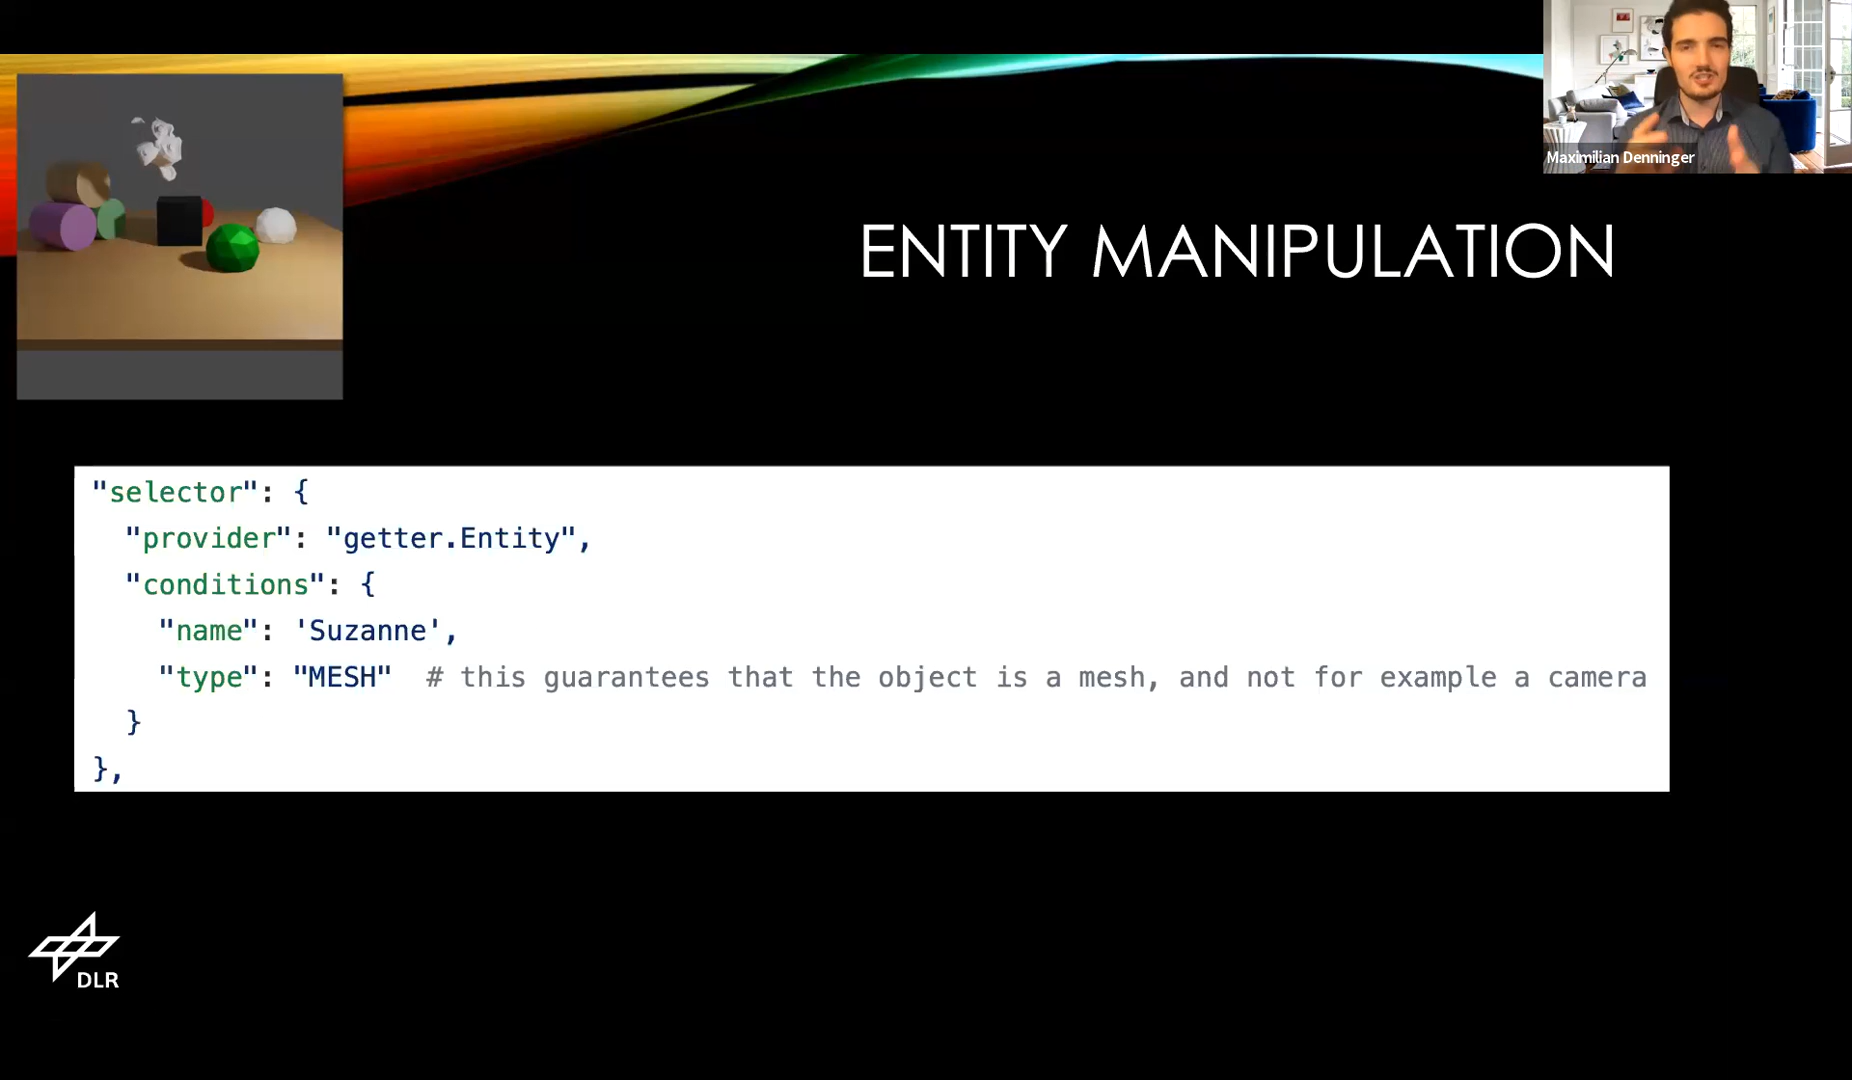 Maximilian Denninger
ENTITY MANIPULATION
"selector": {
"provider": "getter.Entity",
"conditions": {
"name": 'Suzanne',
"type": "MESH"  # this guarantees that the object is a mesh, and not for example a camera
}
},
DLR